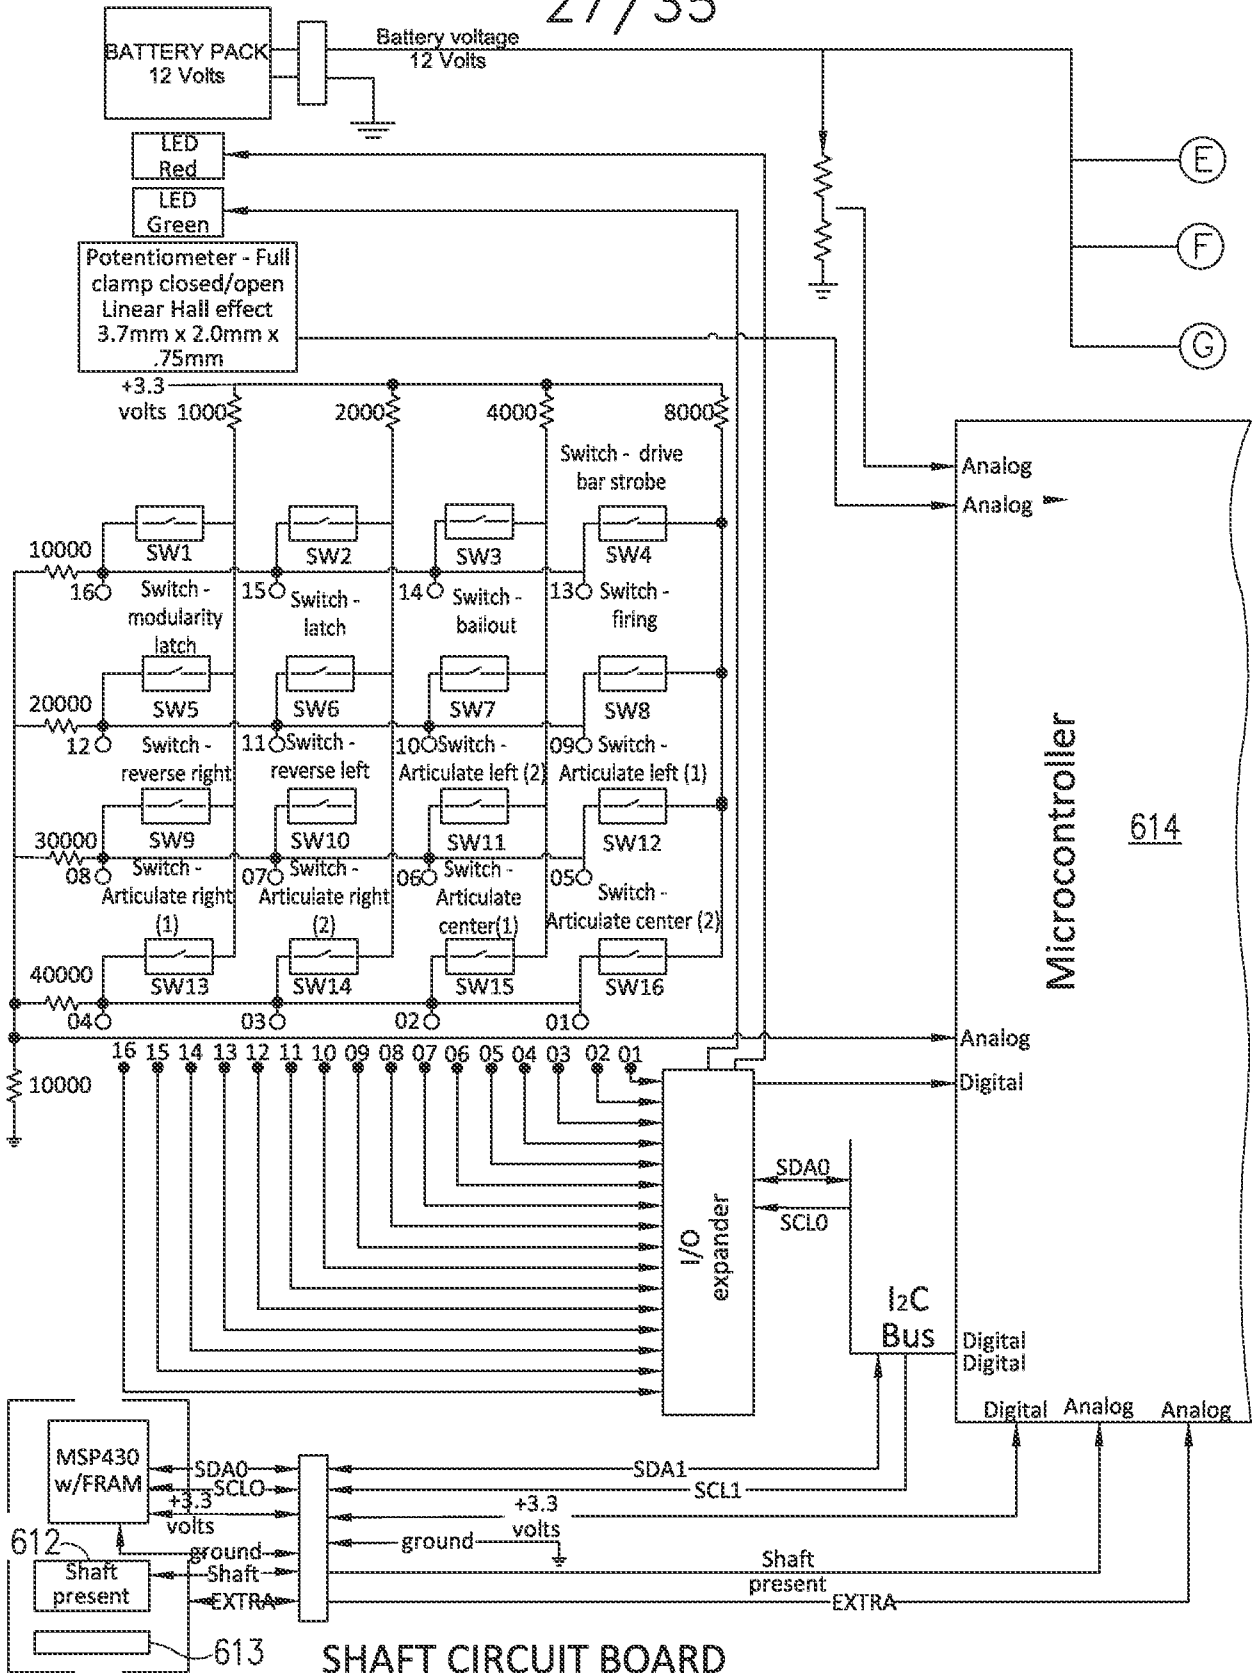 27/35
BATTERY PACK
12 Volts
Battery voltage
12 Volts
LED
Red
LED
Green
E
F
G
Potentiometer - Full
clamp closed/open
Linear Hall effect
3.7mm x 2.0mm x
.75mm
+3.3
volts
1000
2000
4000
8000
Switch - drive
bar strobe
Analog
Analog
10000
SW1
SW2
SW3
SW4
16
15
14
13
Switch -
modularity
latch
Switch -
latch
Switch -
bailout
Switch -
firing
20000
SW5
SW6
SW7
SW8
12
11
10
09
Switch -
reverse right
Switch -
reverse left
Switch -
Articulate left (2)
Switch -
Articulate left (1)
Microcontroller
614
30000
SW9
SW10
SW11
SW12
08
07
06
05
Switch -
Articulate right
(1)
Switch -
Articulate right
(2)
Switch -
Articulate
center(1)
Switch -
Articulate center (2)
40000
SW13
SW14
SW15
SW16
04
03
02
01
Analog
16 15 14 13 12 11 10 09 08 07 06 05 04 03 02 01
10000
Digital
I/O
expander
SDA0
SCL0
I2C
Bus
Digital
Digital
Digital
Analog
Analog
MSP430
w/FRAM
SDA0
SCLO
+3.3
volts
ground
Shaft
EXTRA
SDA1
SCL1
+3.3
volts
ground
Shaft
present
EXTRA
612
Shaft
present
613
SHAFT CIRCUIT BOARD